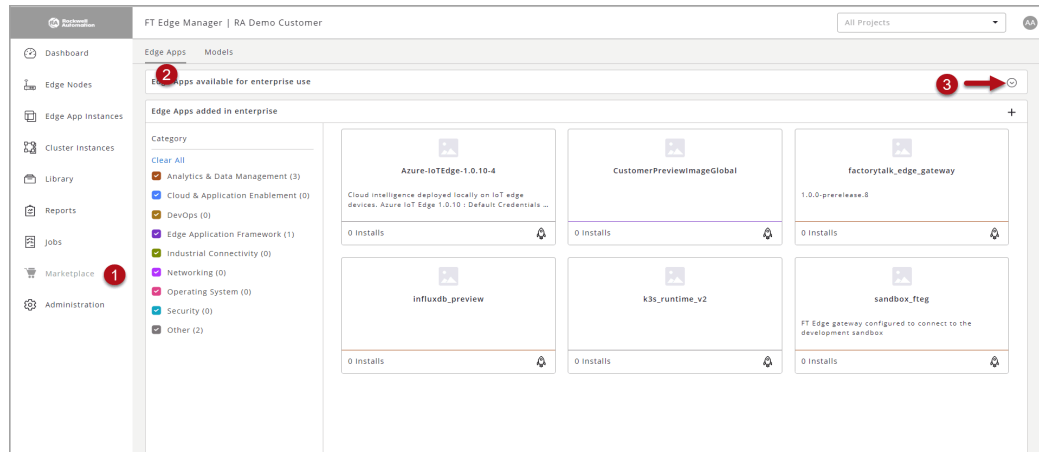 RA Rockwell Automation
FT Edge Manager | RA Demo Customer
All Projects
AA
Dashboard
Edge Nodes
Edge App Instances
Cluster Instances
Library
Reports
Jobs
Marketplace
1
Administration
Edge Apps Models
2
Edge Apps available for enterprise use
3
Edge Apps added in enterprise
+
Category
Clear All
Analytics & Data Management (3)
Cloud & Application Enablement (0)
DevOps (0)
Edge Application Framework (1)
Industrial Connectivity (0)
Networking (0)
Operating System (0)
Security (0)
Other (2)
Azure-IoTEdge-1.0.10-4
Cloud intelligence deployed locally on IoT edge
devices. Azure IoT Edge 1.0.10 : Default Credentials ...
0 Installs
CustomerPreviewImageGlobal
0 Installs
factorytalk_edge_gateway
1.0.0-prerelease.8
0 Installs
influxdb_preview
0 Installs
k3s_runtime_v2
0 Installs
sandbox_fteg
FT Edge gateway configured to connect to the
development sandbox
0 Installs